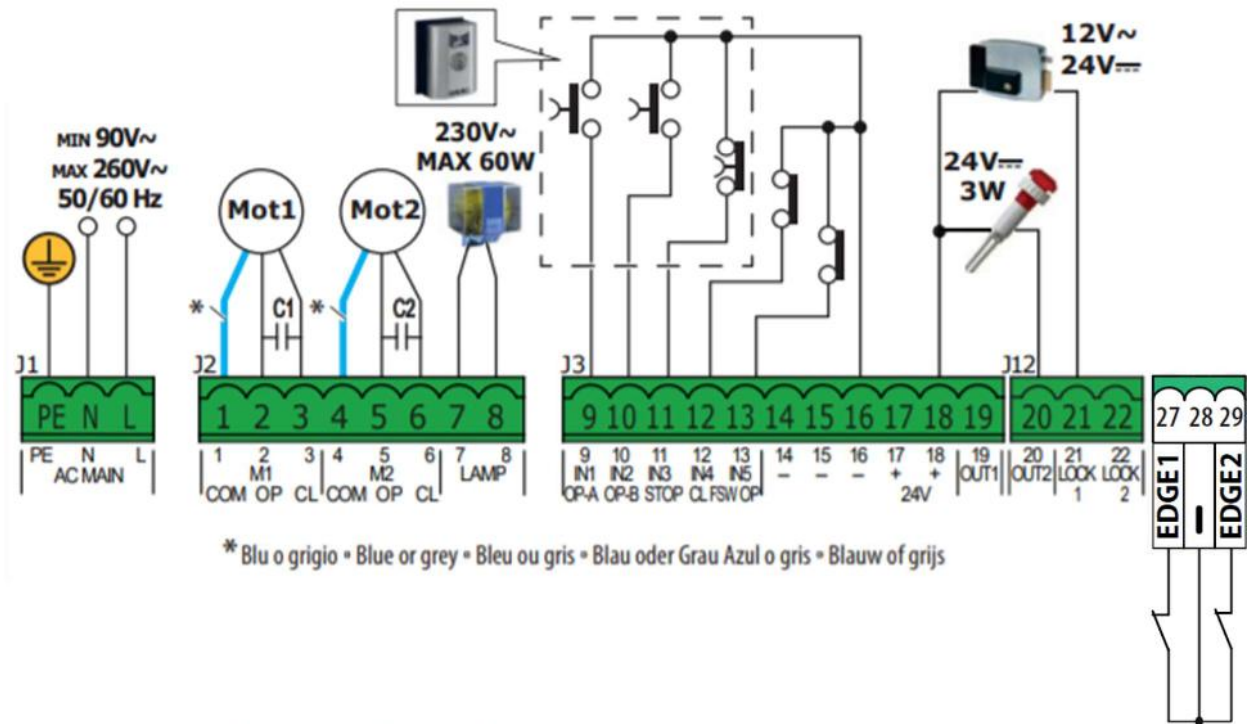 12V~
24V⎓
MIN 90V~
MAX 260V~
50/60 Hz
230V~
MAX 60W
24V⎓
3W
Mot1
Mot2
* C1
* C2
J1
J2
J3
J12
PE N L
1 2 3 4 5 6 7 8
9 10 11 12 13 14 15 16 17 18 19
20 21 22
27 28 29
PE N L
AC MAIN
1 2 3 4 5 6 7 8
M1 M2 LAMP
COM OP CL COM OP CL
9 10 11 12 13 14 15 16 17 18 19 20 21 22
IN1 IN2 IN3 IN4 IN5 – – – + + OUT1 OUT2 LOCK LOCK
OP-A OP-B STOP CL FSW OP 24V 1 2
EDGE1 – EDGE2
* Blu o grigio • Blue or grey • Bleu ou gris • Blau oder Grau Azul o gris • Blauw of grijs